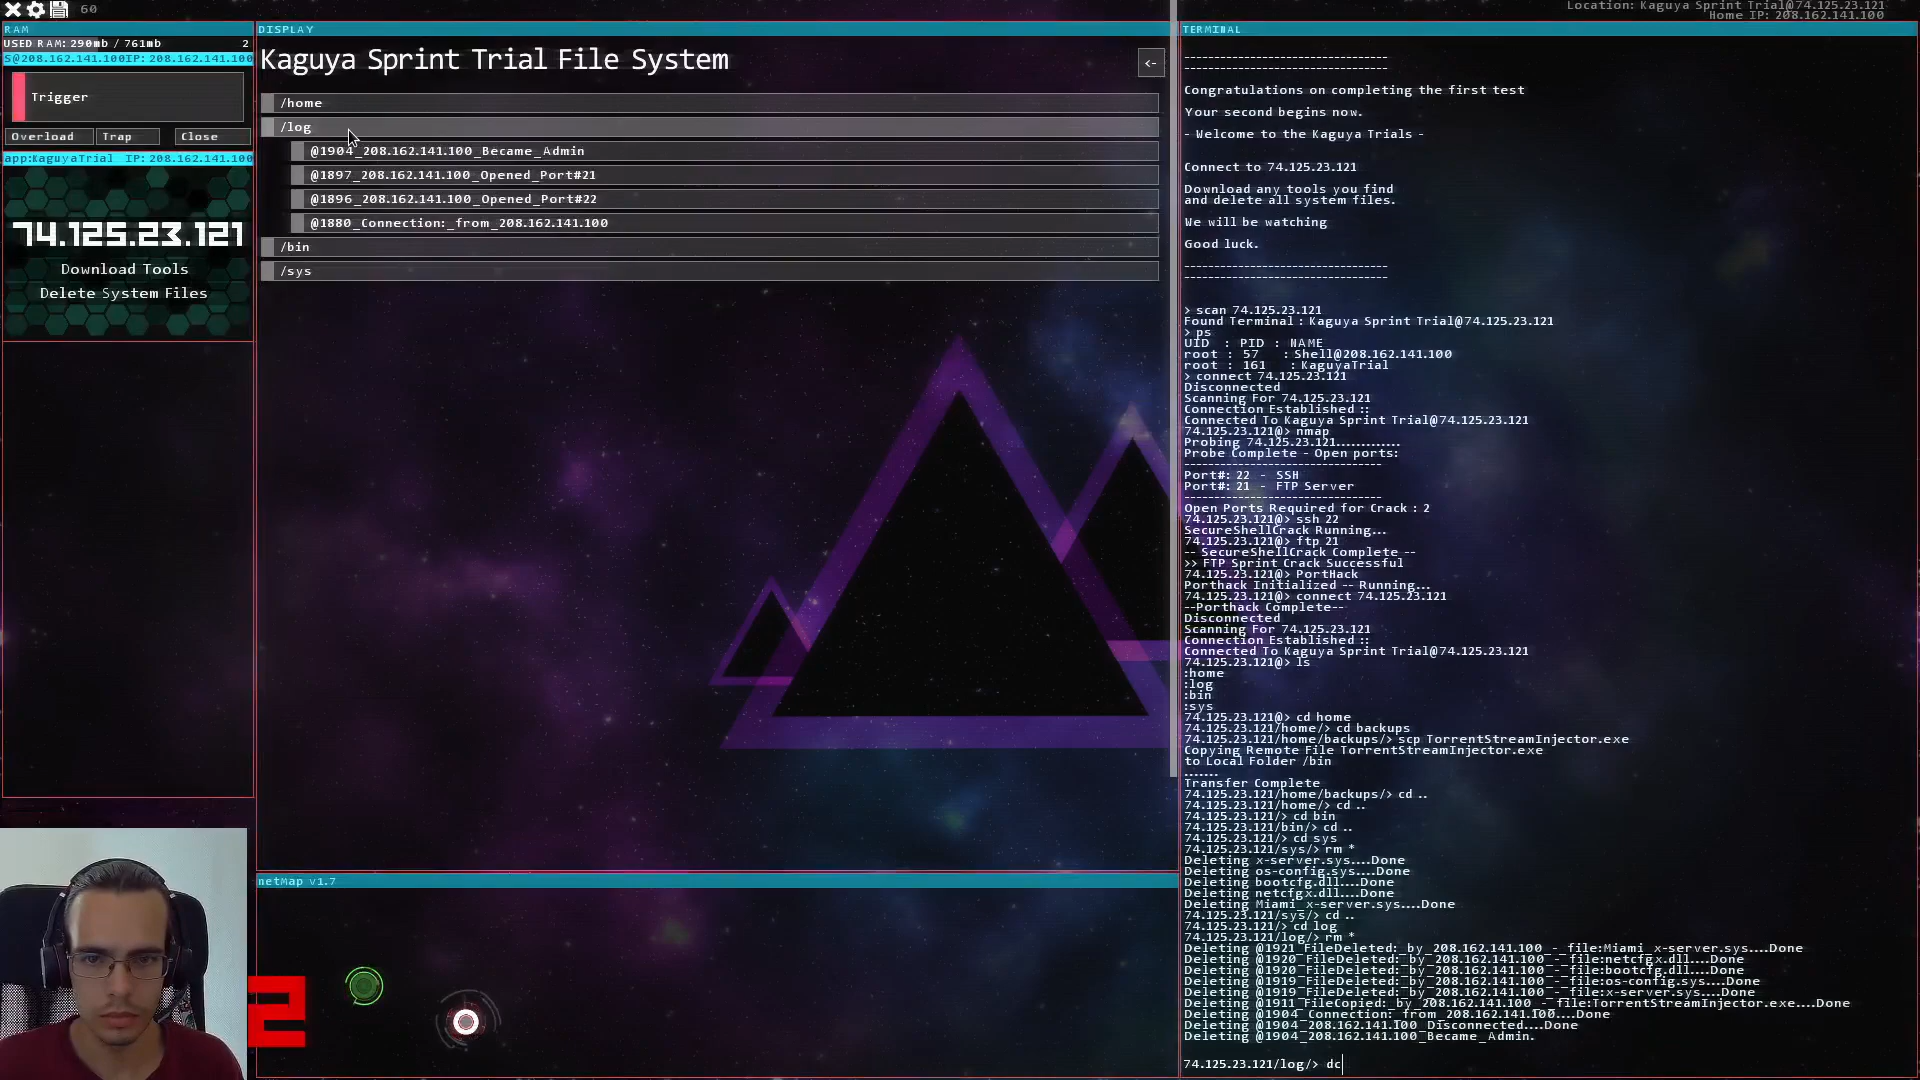 60
Location: Kaguya Sprint Trial@74.125.23.121
Home IP: 208.162.141.100
RAM
USED RAM: 290mb / 761mb 2
S@208.162.141.100IP: 208.162.141.100
Trigger
Overload Trap Close
app:KaguyaTrial IP: 208.162.141.100
74.125.23.121
Download Tools
Delete System Files
DISPLAY
Kaguya Sprint Trial File System
<-
/home
/log
@1904_208.162.141.100_Became_Admin
@1897_208.162.141.100_Opened_Port#21
@1896_208.162.141.100_Opened_Port#22
@1880_Connection:_from_208.162.141.100
/bin
/sys
netMap v1.7
2
TERMINAL
---------------------------------
---------------------------------
Congratulations on completing the first test
Your second begins now.
- Welcome to the Kaguya Trials -
Connect to 74.125.23.121
Download any tools you find
and delete all system files.
We will be watching
Good luck.
---------------------------------
---------------------------------
> scan 74.125.23.121
Found Terminal : Kaguya Sprint Trial@74.125.23.121
> ps
UID : PID : NAME
root : 57 : Shell@208.162.141.100
root : 161 : KaguyaTrial
> connect 74.125.23.121
Disconnected
Scanning For 74.125.23.121
Connection Established ::
Connected To Kaguya Sprint Trial@74.125.23.121
74.125.23.121@> nmap
Probing 74.125.23.121.............
Probe Complete - Open ports:
---------------------------------
Port#: 22 - SSH
Port#: 21 - FTP Server
---------------------------------
Open Ports Required for Crack : 2
74.125.23.121@> ssh 22
SecureShellCrack Running...
74.125.23.121@> ftp 21
-- SecureShellCrack Complete --
>> FTP Sprint Crack Successful
74.125.23.121@> PortHack
Porthack Initialized -- Running...
74.125.23.121@> connect 74.125.23.121
--Porthack Complete--
Disconnected
Scanning For 74.125.23.121
Connection Established ::
Connected To Kaguya Sprint Trial@74.125.23.121
74.125.23.121@> ls
:home
:log
:bin
:sys
74.125.23.121@> cd home
74.125.23.121/home/> cd backups
74.125.23.121/home/backups/> scp TorrentStreamInjector.exe
Copying Remote File TorrentStreamInjector.exe
to Local Folder /bin
.......
Transfer Complete
74.125.23.121/home/backups/> cd ..
74.125.23.121/home/> cd ..
74.125.23.121/> cd bin
74.125.23.121/bin/> cd ..
74.125.23.121/> cd sys
74.125.23.121/sys/> rm *
Deleting x-server.sys....Done
Deleting os-config.sys....Done
Deleting bootcfg.dll....Done
Deleting netcfgx.dll....Done
Deleting Miami_x-server.sys....Done
74.125.23.121/sys/> cd ..
74.125.23.121/> cd log
74.125.23.121/log/> rm *
Deleting @1921_FileDeleted:_by_208.162.141.100_-_file:Miami_x-server.sys....Done
Deleting @1920_FileDeleted:_by_208.162.141.100_-_file:netcfgx.dll....Done
Deleting @1920_FileDeleted:_by_208.162.141.100_-_file:bootcfg.dll....Done
Deleting @1919_FileDeleted:_by_208.162.141.100_-_file:os-config.sys....Done
Deleting @1919_FileDeleted:_by_208.162.141.100_-_file:x-server.sys....Done
Deleting @1911_FileCopied:_by_208.162.141.100_-_file:TorrentStreamInjector.exe....Done
Deleting @1904_Connection:_from_208.162.141.100....Done
Deleting @1904_208.162.141.100_Disconnected....Done
Deleting @1904_208.162.141.100_Became_Admin.
74.125.23.121/log/> dc